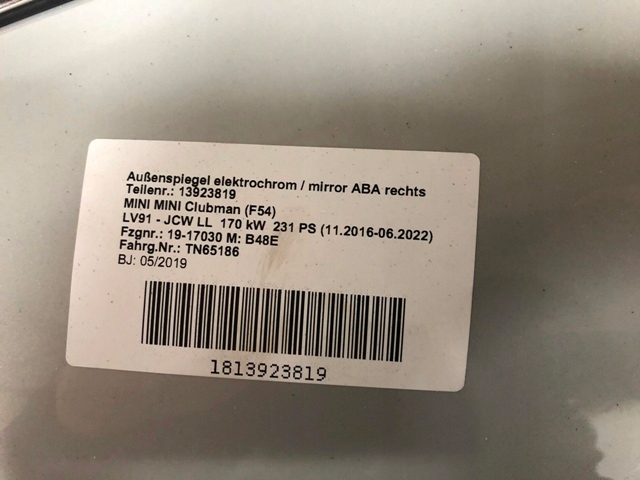 Außenspiegel elektrochrom / mirror ABA rechts
Teilenr.: 13923819
MINI MINI Clubman (F54)
LV91 - JCW LL 170 kW 231 PS (11.2016-06.2022)
Fzgnr.: 19-17030 M: B48E
Fahrg.Nr.: TN65186
BJ: 05/2019
1813923819